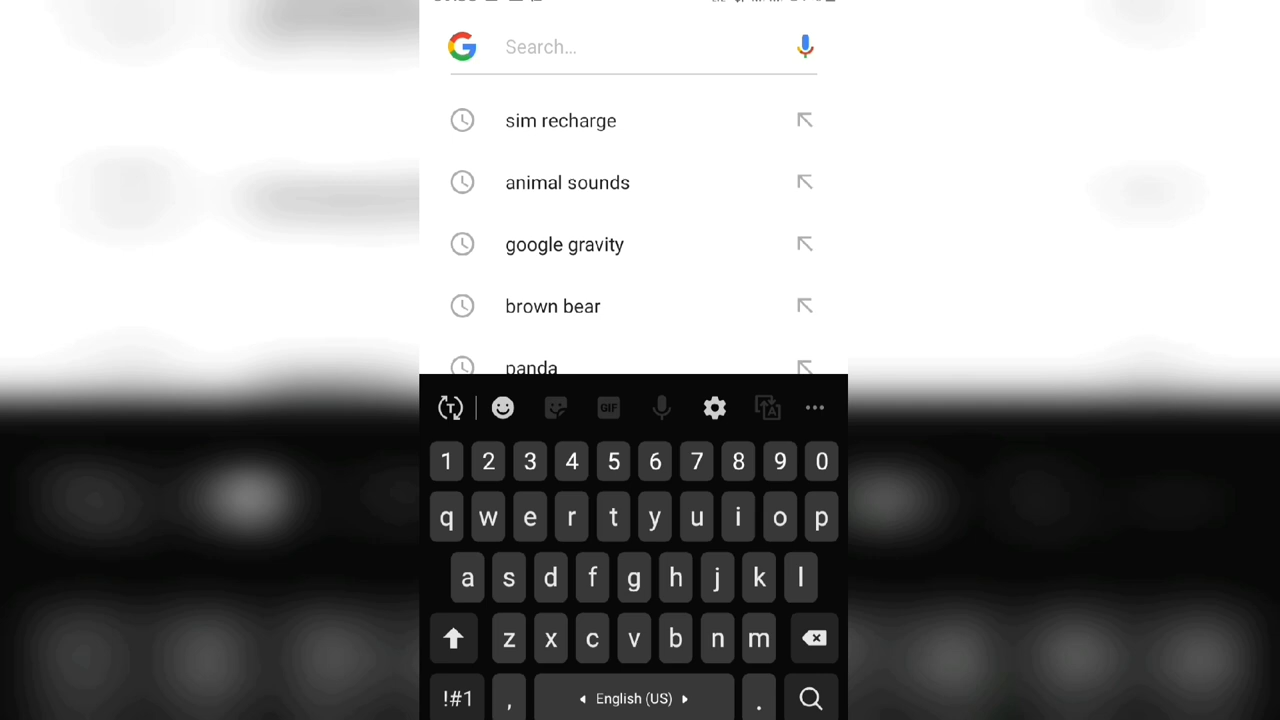 Search...
sim recharge
animal sounds
google gravity
brown bear
panda
T GIF A
1 2 3 4 5 6 7 8 9 0
q w e r t y u i o p
a s d f g h j k l
z x c v b n m
!#1 , English (US) .